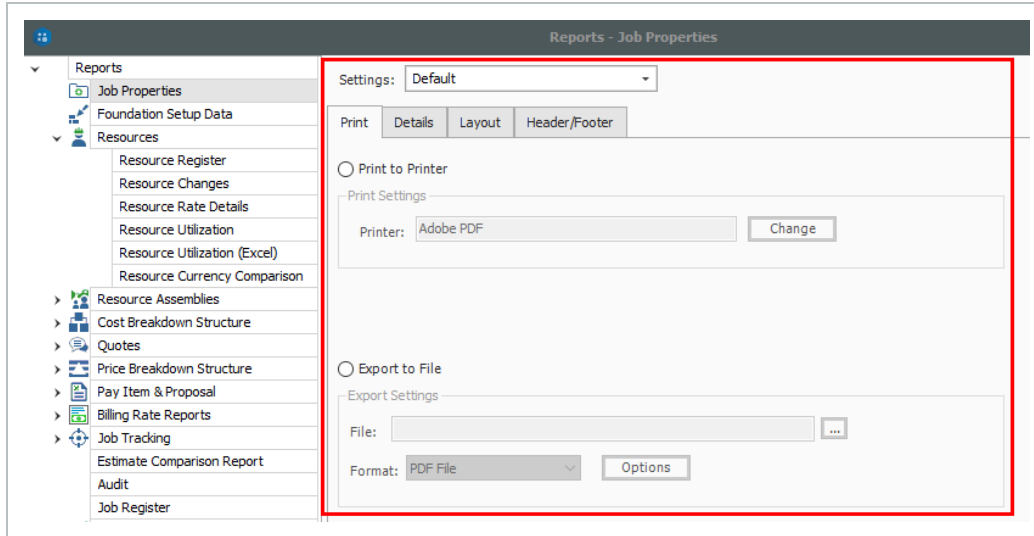 Reports - Job Properties
Reports
Job Properties
Foundation Setup Data
Resources
Resource Register
Resource Changes
Resource Rate Details
Resource Utilization
Resource Utilization (Excel)
Resource Currency Comparison
Resource Assemblies
Cost Breakdown Structure
Quotes
Price Breakdown Structure
Pay Item & Proposal
Billing Rate Reports
Job Tracking
Estimate Comparison Report
Audit
Job Register
Settings: Default
Print Details Layout Header/Footer
Print to Printer
Print Settings
Printer: Adobe PDF Change
Export to File
Export Settings
File: ...
Format: PDF File Options